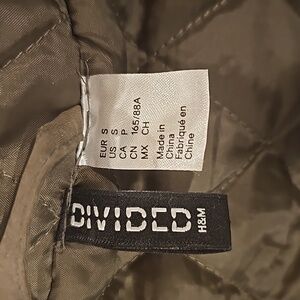 EUR S
US S
CA P
CN 165/88A
MX CH
Made in
China
Fabriqué en
Chine
DIVIDED
H&M